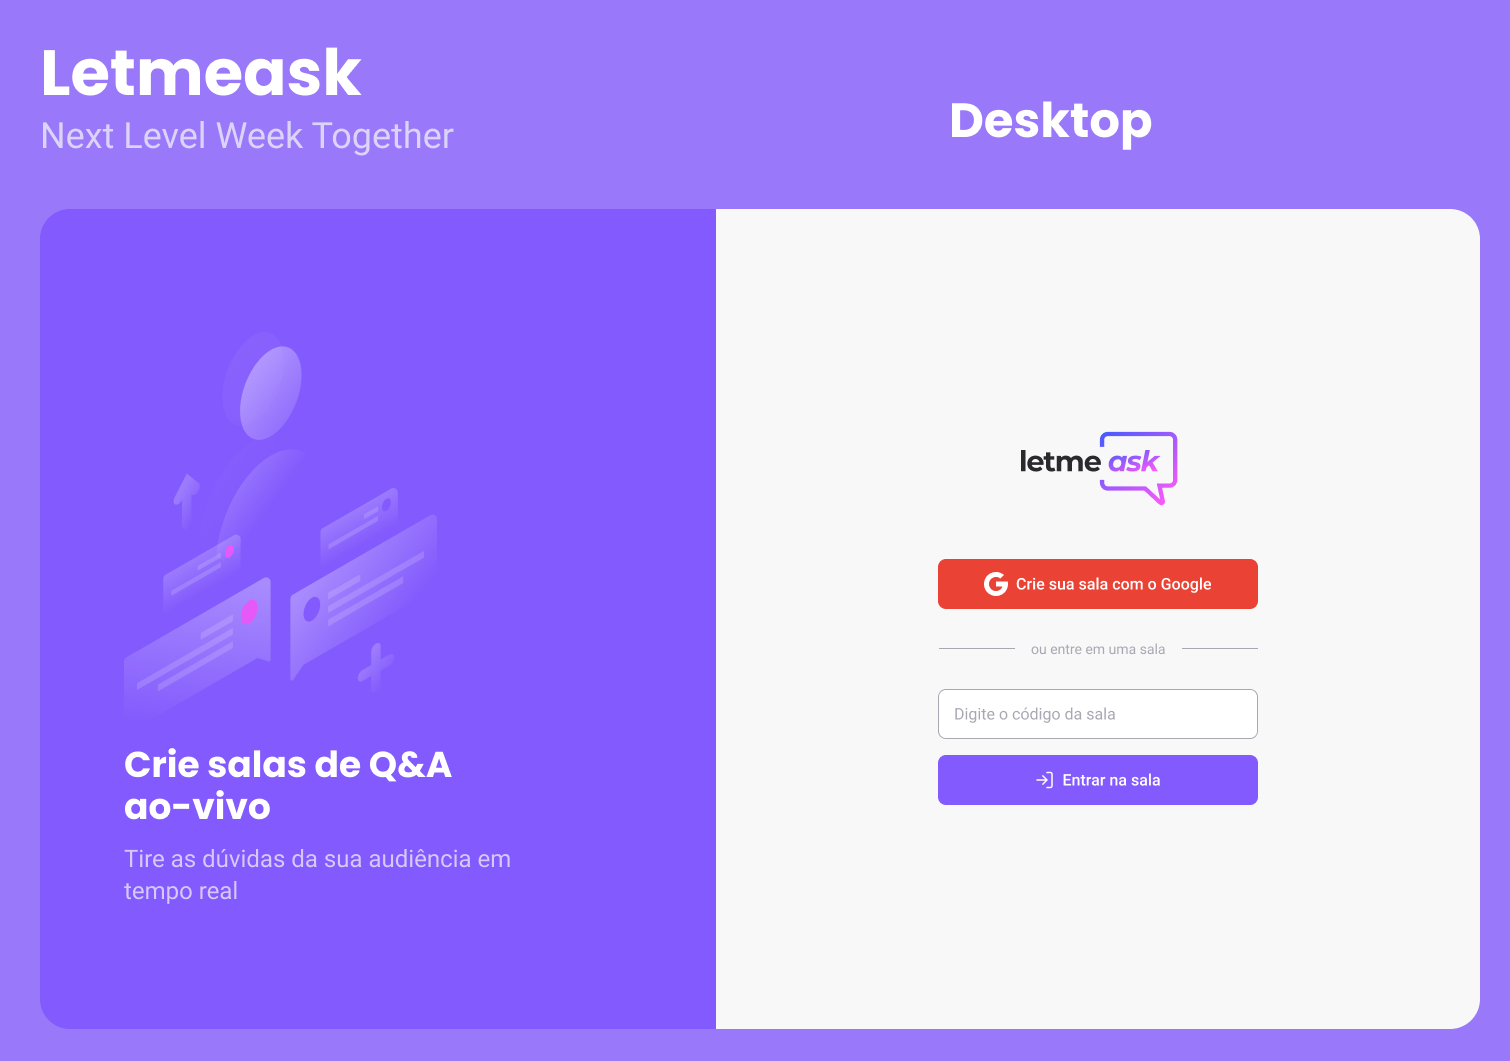 Letmeask
Next Level Week Together
Desktop
Crie salas de Q&A
ao-vivo
Tire as dúvidas da sua audiência em
tempo real
letme ask
Crie sua sala com o Google
ou entre em uma sala
Digite o código da sala
Entrar na sala